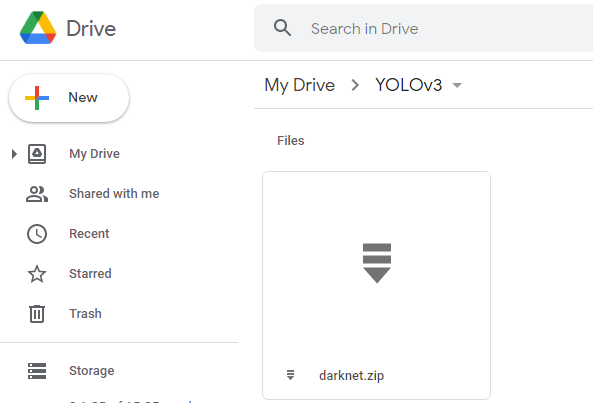 Drive
Search in Drive
New
My Drive
YOLOv3
Files
My Drive
Shared with me
Recent
Starred
Trash
Storage
darknet.zip